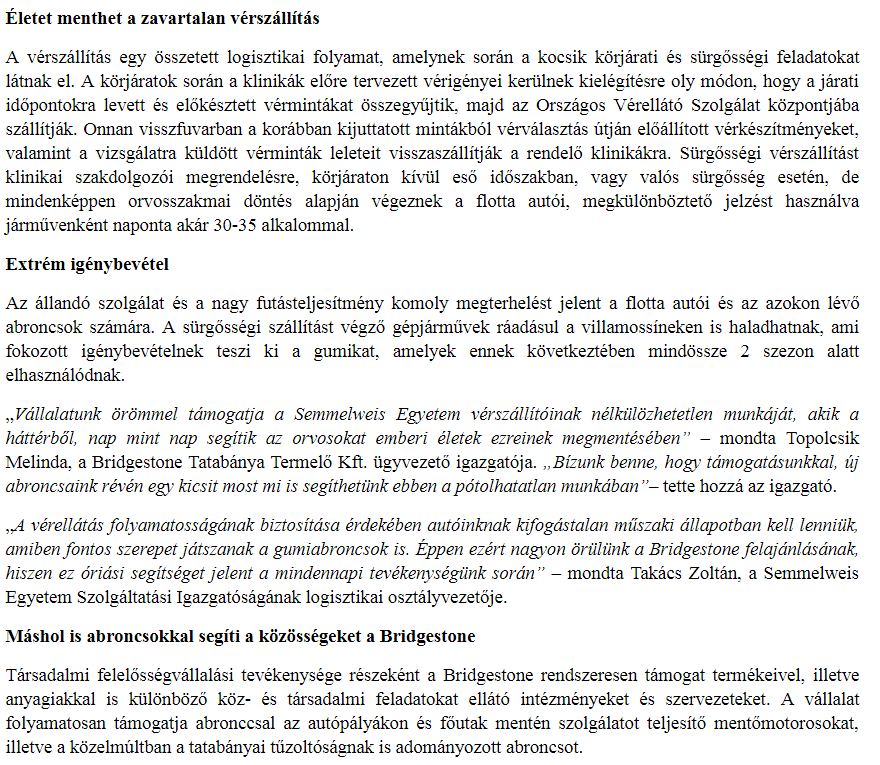 Életet menthet a zavartalan vérszállítás
A vérszállítás egy összetett logisztikai folyamat, amelynek során a kocsik körjárati és sürgősségi feladatokat
látnak el. A körjáratok során a klinikák előre tervezett vérigényei kerülnek kielégítésre oly módon, hogy a járati
időpontokra levett és előkészített vérmintákat összegyűjtik, majd az Országos Vérellátó Szolgálat központjába
szállítják. Onnan visszfuvarban a korábban kijuttatott mintákból vérválasztás útján előállított vérkészítményeket,
valamint a vizsgálatra küldött vérminták leleteit visszaszállítják a rendelő klinikákra. Sürgősségi vérszállítást
klinikai szakdolgozói megrendelésre, körjáraton kívül eső időszakban, vagy valós sürgősség esetén, de
mindenképpen orvosszakmai döntés alapján végeznek a flotta autói, megkülönböztető jelzést használva
járművenként naponta akár 30-35 alkalommal.
Extrém igénybevétel
Az állandó szolgálat és a nagy futásteljesítmény komoly megterhelést jelent a flotta autói és az azokon lévő
abroncsok számára. A sürgősségi szállítást végző gépjárművek ráadásul a villamossíneken is haladhatnak, ami
fokozott igénybevételnek teszi ki a gumikat, amelyek ennek következtében mindössze 2 szezon alatt
elhasználódnak.
„Vállalatunk örömmel támogatja a Semmelweis Egyetem vérszállítóinak nélkülözhetetlen munkáját, akik a
háttérből, nap mint nap segítik az orvosokat emberi életek ezreinek megmentésében” – mondta Topolcsik
Melinda, a Bridgestone Tatabánya Termelő Kft. ügyvezető igazgatója. „Bízunk benne, hogy támogatásunkkal, új
abroncsaink révén egy kicsit most mi is segíthetünk ebben a pótolhatatlan munkában”– tette hozzá az igazgató.
„A vérellátás folyamatosságának biztosítása érdekében autóinknak kifogástalan műszaki állapotban kell lenniük,
amiben fontos szerepet játszanak a gumiabroncsok is. Éppen ezért nagyon örülünk a Bridgestone felajánlásának,
hiszen ez óriási segítséget jelent a mindennapi tevékenységünk során” – mondta Takács Zoltán, a Semmelweis
Egyetem Szolgáltatási Igazgatóságának logisztikai osztályvezetője.
Máshol is abroncsokkal segíti a közösségeket a Bridgestone
Társadalmi felelősségvállalási tevékenysége részeként a Bridgestone rendszeresen támogat termékeivel, illetve
anyagiakkal is különböző köz- és társadalmi feladatokat ellátó intézményeket és szervezeteket. A vállalat
folyamatosan támogatja abronccsal az autópályákon és főutak mentén szolgálatot teljesítő mentőmotorosokat,
illetve a közelmúltban a tatabányai tűzoltóságnak is adományozott abroncsot.